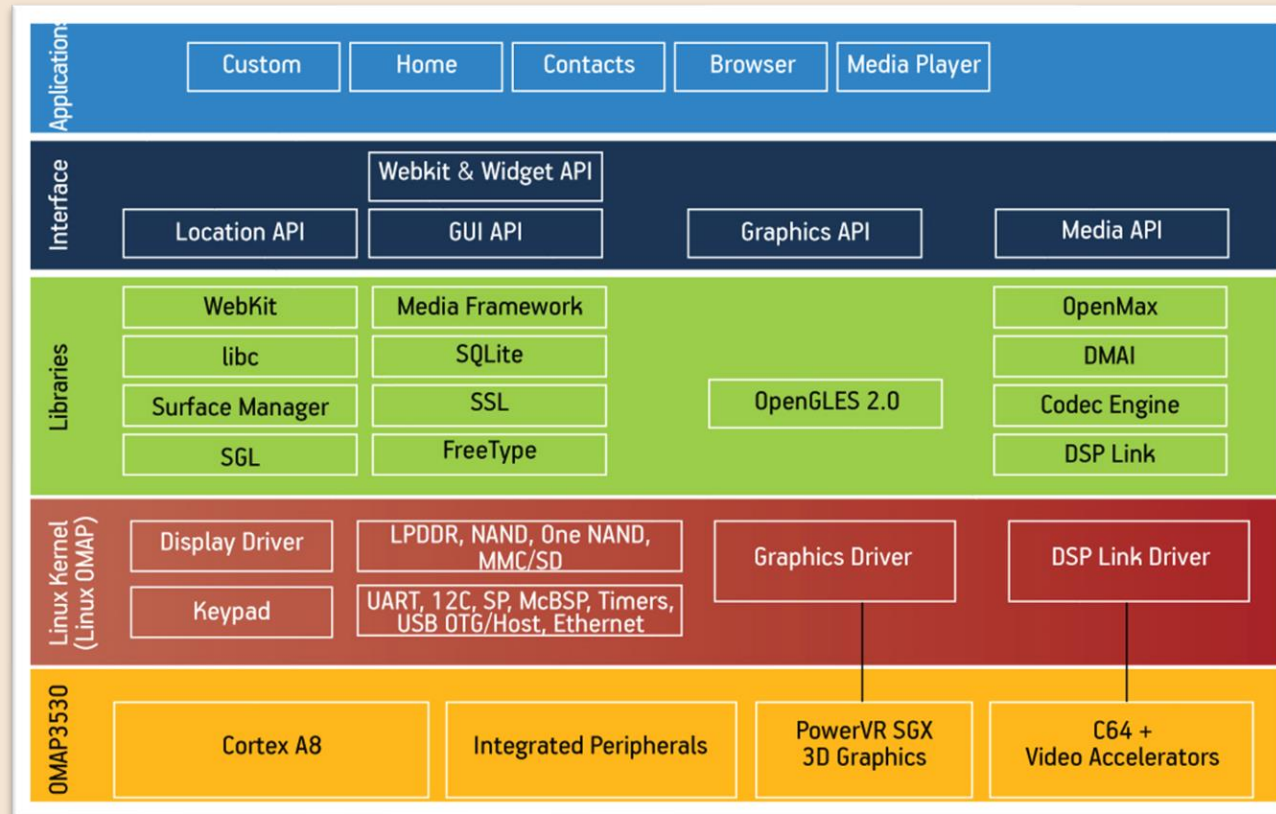 Applications
Custom
Home
Contacts
Browser
Media Player
Interface
Webkit & Widget API
Location API
GUI API
Graphics API
Media API
Libraries
WebKit
Media Framework
OpenMax
libc
SQLite
DMAI
Surface Manager
SSL
OpenGLES 2.0
Codec Engine
SGL
FreeType
DSP Link
Linux Kernel
(Linux OMAP)
Display Driver
LPDDR, NAND, One NAND,
MMC/SD
Graphics Driver
DSP Link Driver
Keypad
UART, 12C, SP, McBSP, Timers,
USB OTG/Host, Ethernet
OMAP3530
Cortex A8
Integrated Peripherals
PowerVR SGX
3D Graphics
C64 +
Video Accelerators